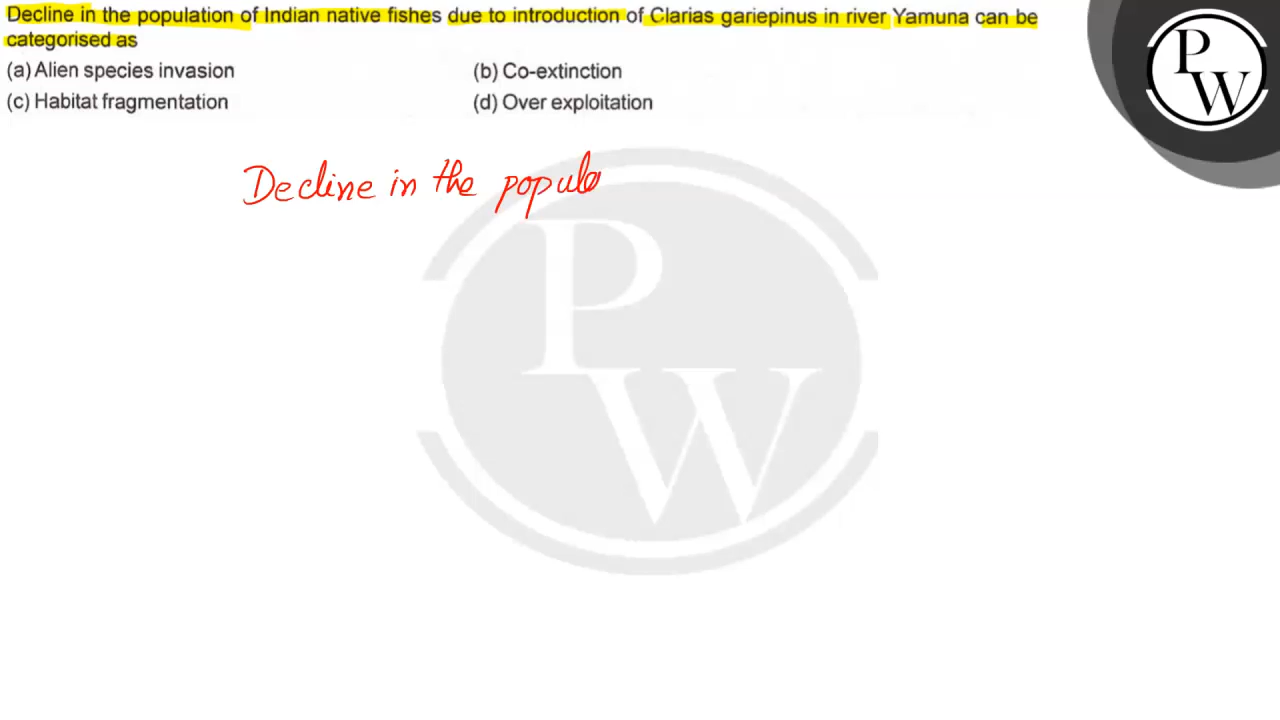 Decline in the population of Indian native fishes due to introduction of Clarias gariepinus in river Yamuna can be
categorised as
(a) Alien species invasion (b) Co-extinction
(c) Habitat fragmentation (d) Over exploitation
P
W
Decline in the popula
P
W